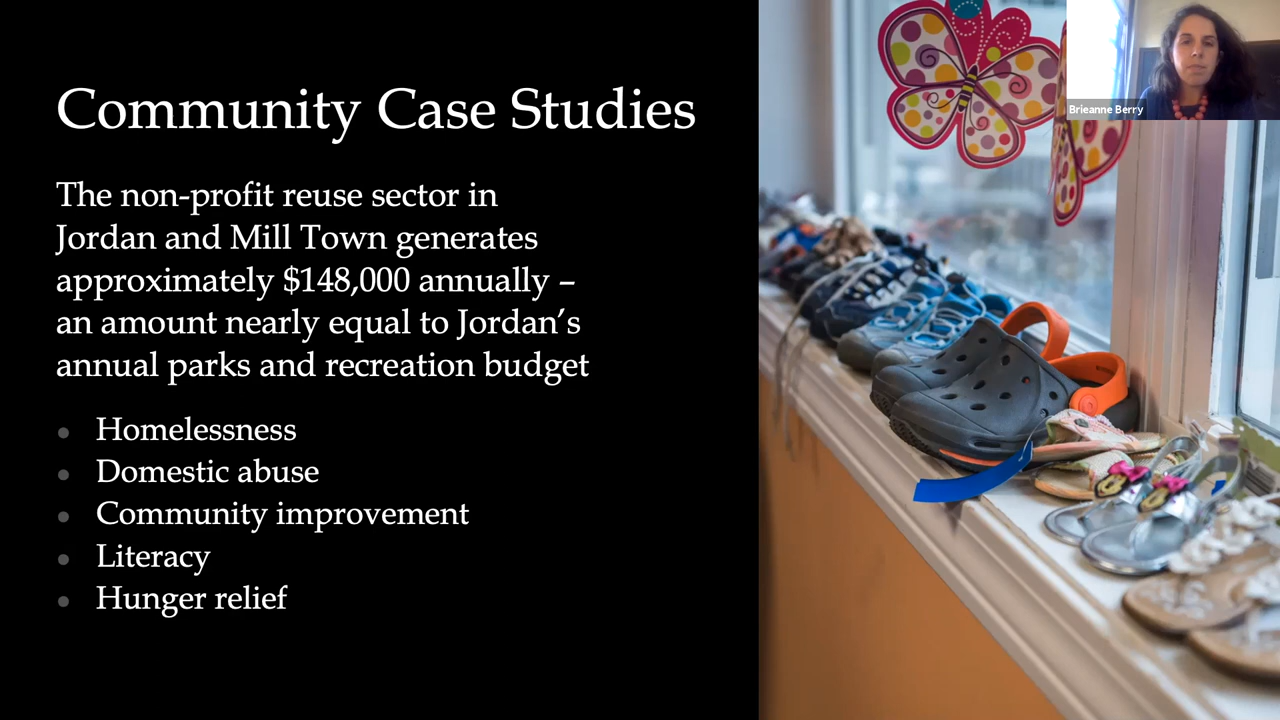 Community Case Studies
The non-profit reuse sector in
Jordan and Mill Town generates
approximately $148,000 annually –
an amount nearly equal to Jordan’s
annual parks and recreation budget
● Homelessness
● Domestic abuse
● Community improvement
● Literacy
● Hunger relief
Brieanne Berry